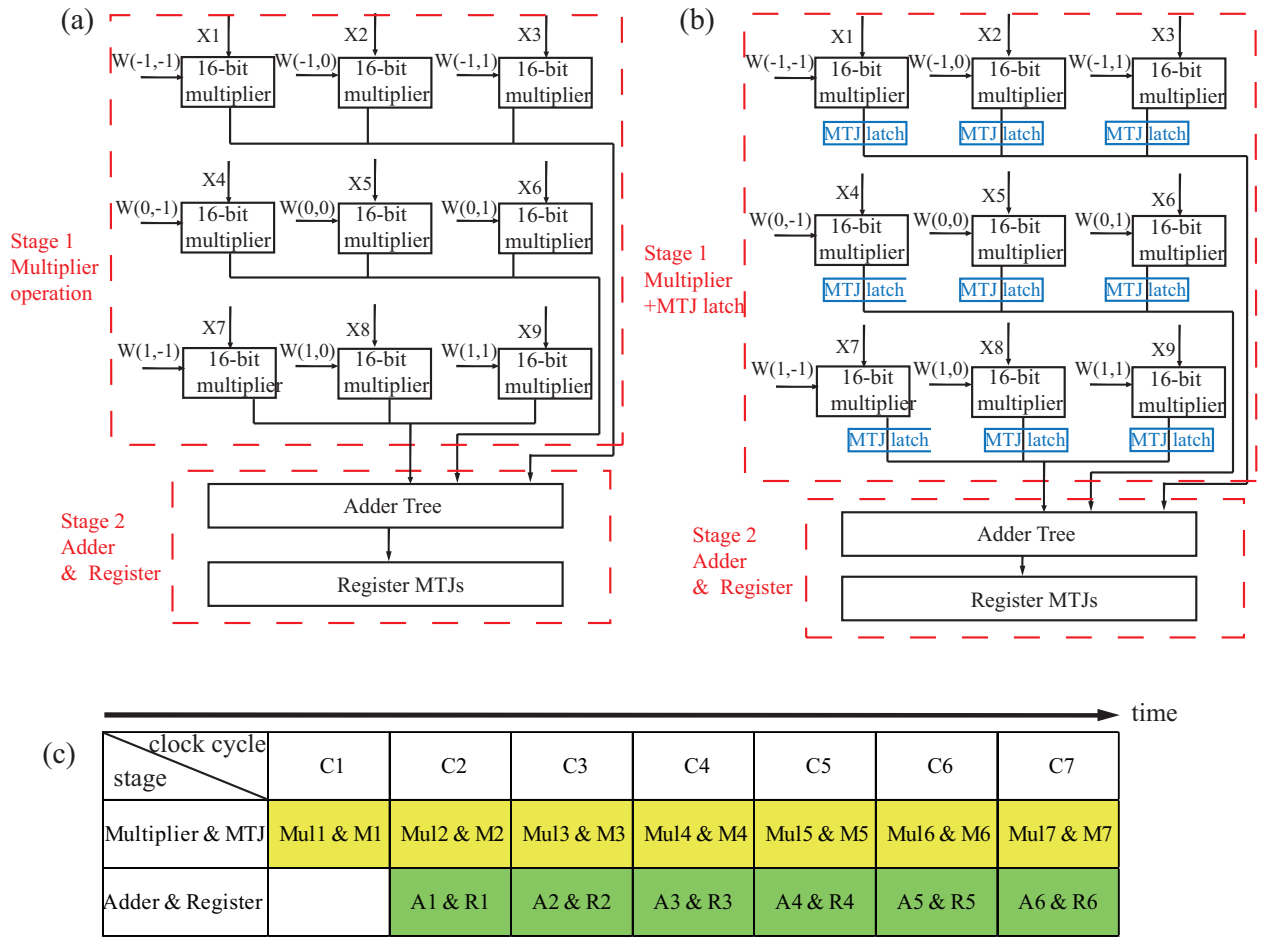 (a)
X1
X2
X3
W(-1,-1)
W(-1,0)
W(-1,1)
16-bit
multiplier
16-bit
multiplier
16-bit
multiplier
X4
X5
X6
W(0,-1)
W(0,0)
W(0,1)
16-bit
multiplier
16-bit
multiplier
16-bit
multiplier
Stage 1
Multiplier
operation
X7
X8
X9
W(1,-1)
W(1,0)
W(1,1)
16-bit
multiplier
16-bit
multiplier
16-bit
multiplier
Stage 2
Adder
& Register
Adder Tree
Register MTJs
(b)
X1
X2
X3
W(-1,-1)
W(-1,0)
W(-1,1)
16-bit
multiplier
16-bit
multiplier
16-bit
multiplier
MTJ latch
MTJ latch
MTJ latch
X4
X5
X6
W(0,-1)
W(0,0)
W(0,1)
16-bit
multiplier
16-bit
multiplier
16-bit
multiplier
MTJ latch
MTJ latch
MTJ latch
Stage 1
Multiplier
+MTJ latch
X7
X8
X9
W(1,-1)
W(1,0)
W(1,1)
16-bit
multiplier
16-bit
multiplier
16-bit
multiplier
MTJ latch
MTJ latch
MTJ latch
Stage 2
Adder
& Register
Adder Tree
Register MTJs
time
(c)
clock cycle
stage
C1
C2
C3
C4
C5
C6
C7
Multiplier & MTJ
Mul1 & M1
Mul2 & M2
Mul3 & M3
Mul4 & M4
Mul5 & M5
Mul6 & M6
Mul7 & M7
Adder & Register
A1 & R1
A2 & R2
A3 & R3
A4 & R4
A5 & R5
A6 & R6